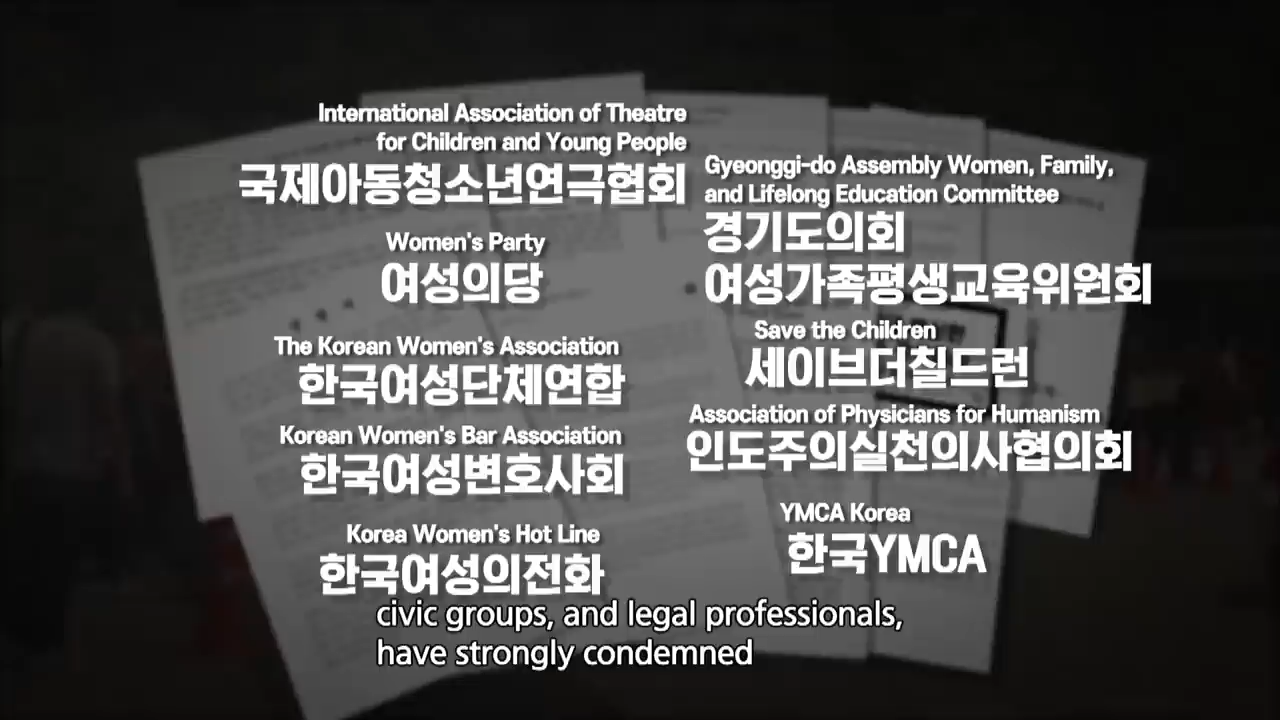 International Association of Theatre
for Children and Young People
국제아동청소년연극협회
Women's Party
여성의당
The Korean Women's Association
한국여성단체연합
Korean Women's Bar Association
한국여성변호사회
Korea Women's Hot Line
한국여성의전화
Gyeonggi-do Assembly Women, Family,
and Lifelong Education Committee
경기도의회
여성가족평생교육위원회
Save the Children
세이브더칠드런
Association of Physicians for Humanism
인도주의실천의사협의회
YMCA Korea
한국YMCA
civic groups, and legal professionals,
have strongly condemned